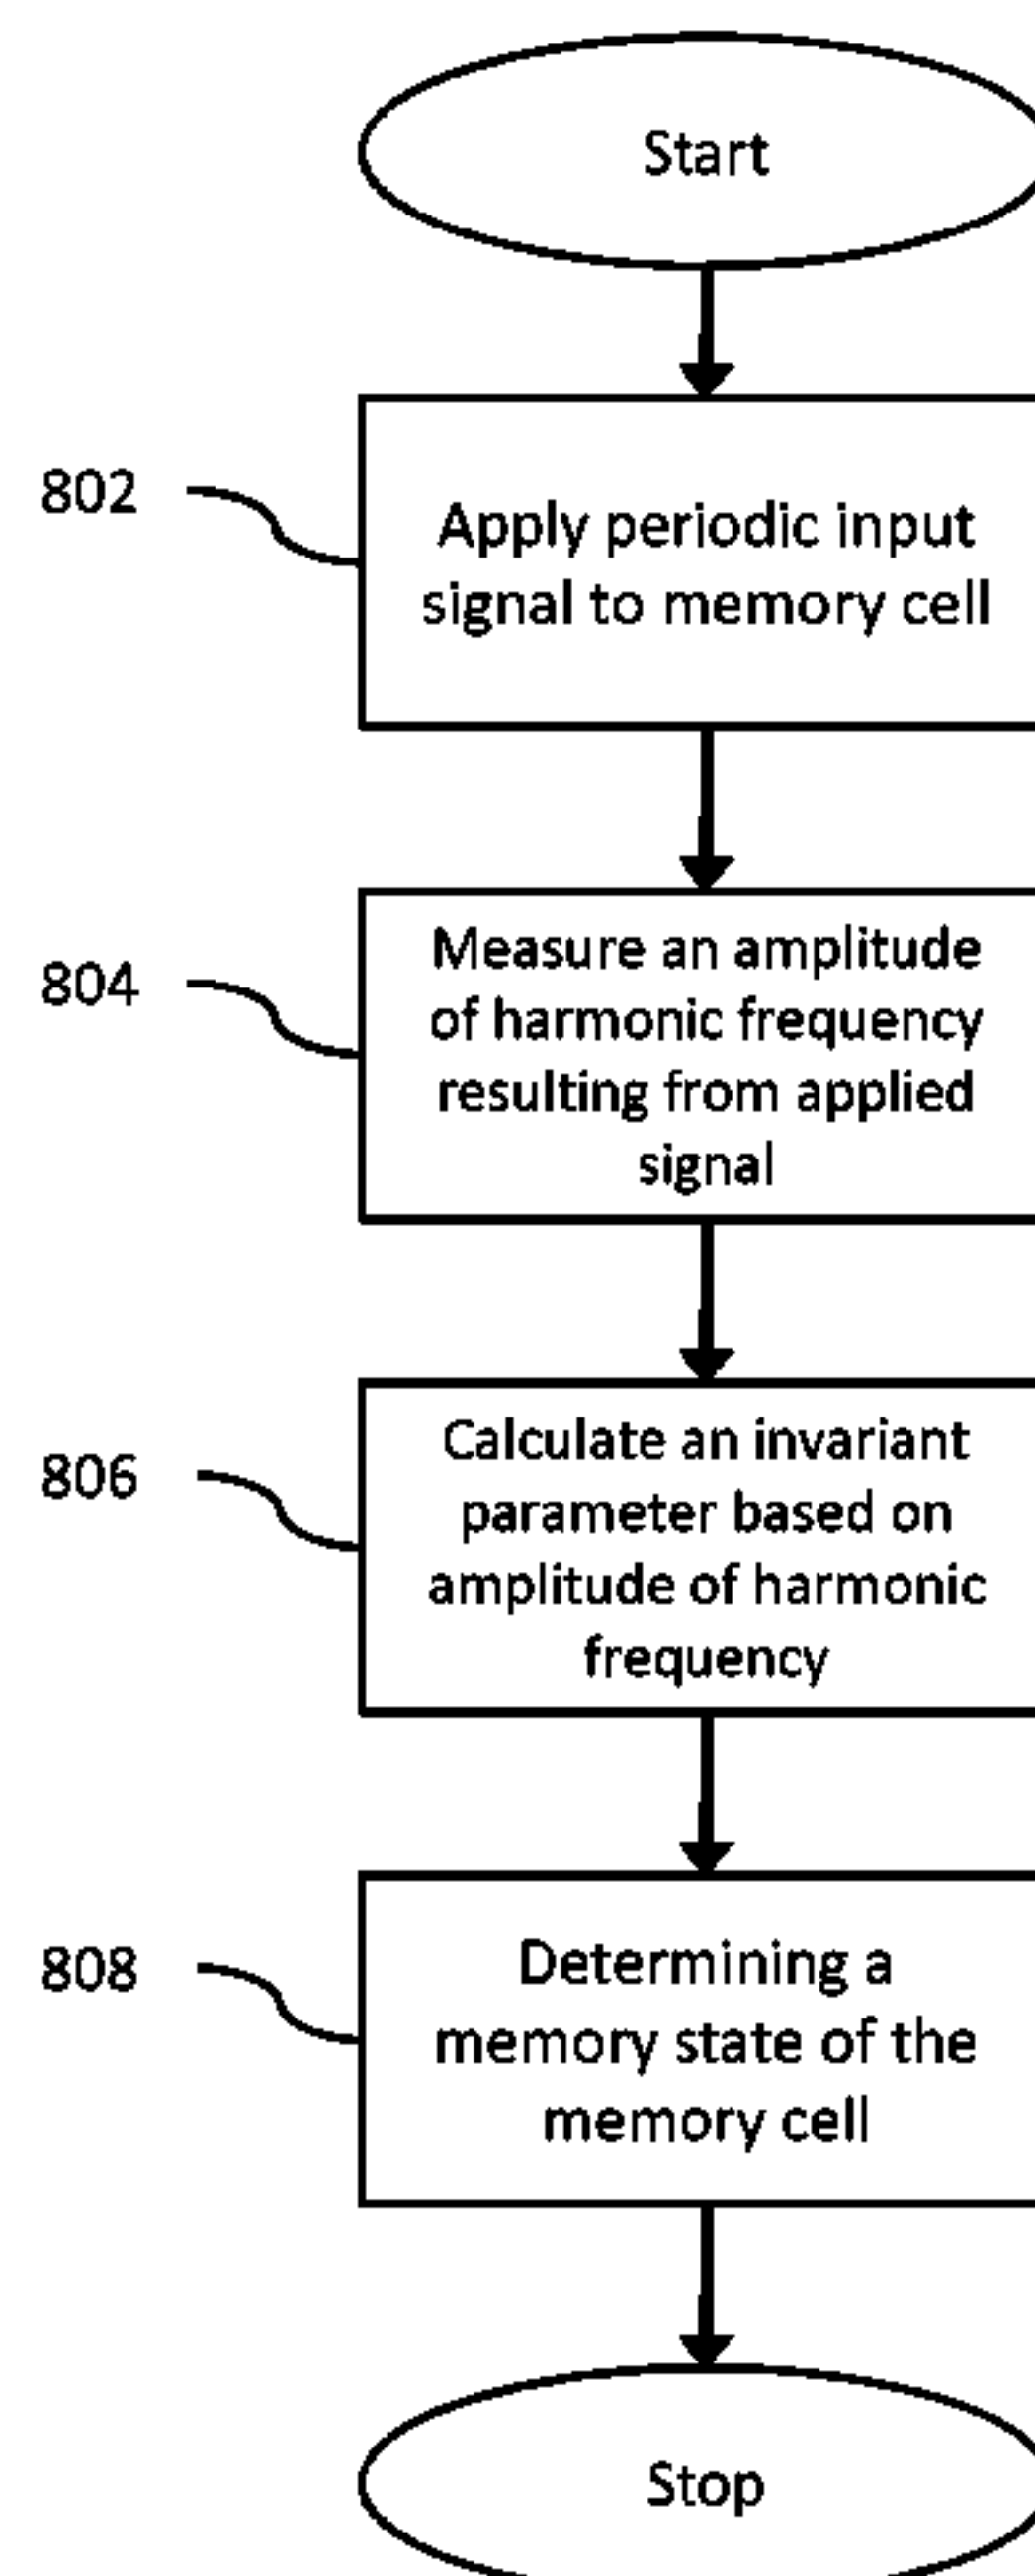 Start
802
Apply periodic input
signal to memory cell
804
Measure an amplitude
of harmonic frequency
resulting from applied
signal
806
Calculate an invariant
parameter based on
amplitude of harmonic
frequency
808
Determining a
memory state of the
memory cell
Stop